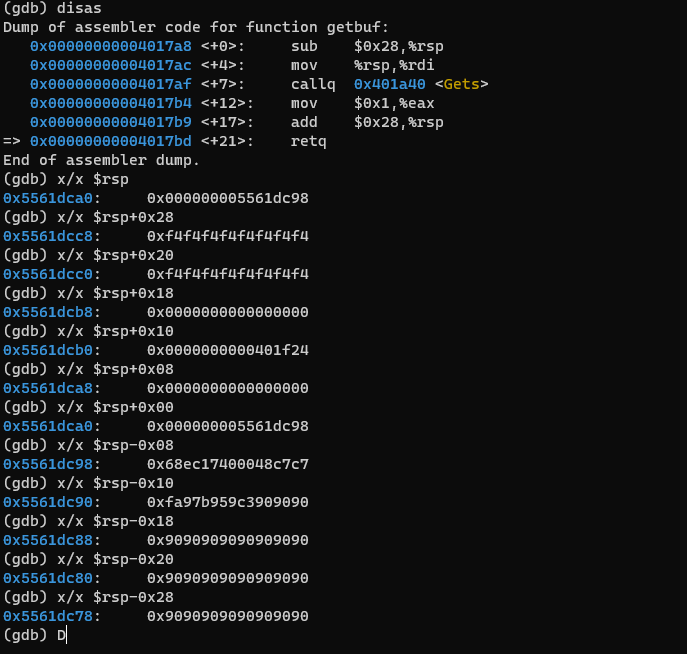 (gdb) disas
Dump of assembler code for function getbuf:
   0x00000000004017a8 <+0>:     sub    $0x28,%rsp
   0x00000000004017ac <+4>:     mov    %rsp,%rdi
   0x00000000004017af <+7>:     callq  0x401a40 <Gets>
   0x00000000004017b4 <+12>:    mov    $0x1,%eax
   0x00000000004017b9 <+17>:    add    $0x28,%rsp
=> 0x00000000004017bd <+21>:    retq
End of assembler dump.
(gdb) x/x $rsp
0x5561dca0:     0x000000005561dc98
(gdb) x/x $rsp+0x28
0x5561dcc8:     0xf4f4f4f4f4f4f4f4
(gdb) x/x $rsp+0x20
0x5561dcc0:     0xf4f4f4f4f4f4f4f4
(gdb) x/x $rsp+0x18
0x5561dcb8:     0x0000000000000000
(gdb) x/x $rsp+0x10
0x5561dcb0:     0x0000000000401f24
(gdb) x/x $rsp+0x08
0x5561dca8:     0x0000000000000000
(gdb) x/x $rsp+0x00
0x5561dca0:     0x000000005561dc98
(gdb) x/x $rsp-0x08
0x5561dc98:     0x68ec17400048c7c7
(gdb) x/x $rsp-0x10
0x5561dc90:     0xfa97b959c3909090
(gdb) x/x $rsp-0x18
0x5561dc88:     0x9090909090909090
(gdb) x/x $rsp-0x20
0x5561dc80:     0x9090909090909090
(gdb) x/x $rsp-0x28
0x5561dc78:     0x9090909090909090
(gdb) D